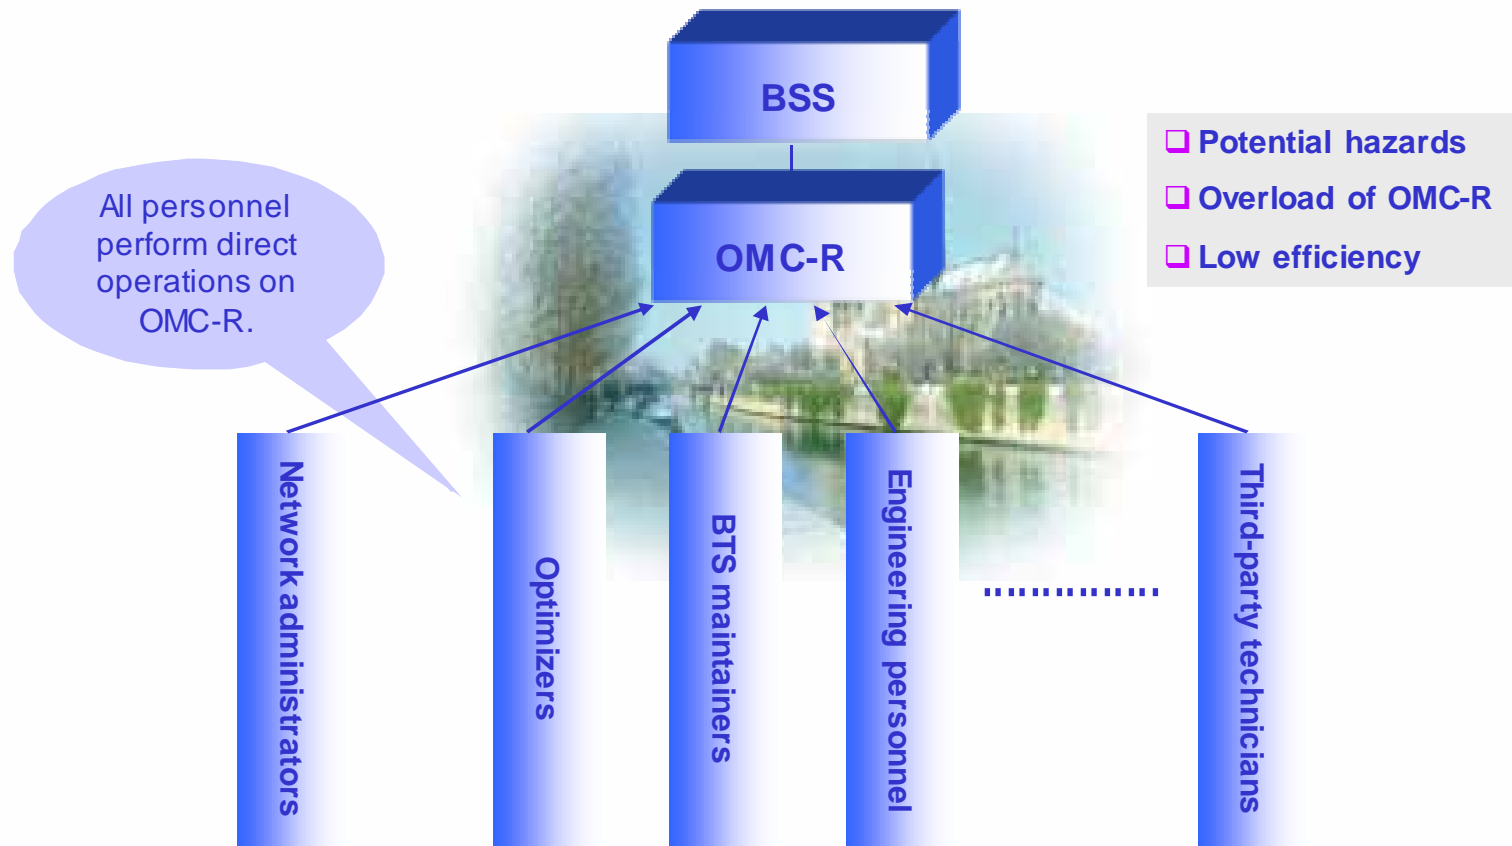 BSS
OMC-R
Potential hazards
Overload of OMC-R
Low efficiency
All personnel
perform direct
operations on
OMC-R.
Network administrators
Optimizers
BTS maintainers
Engineering personnel
Third-party technicians